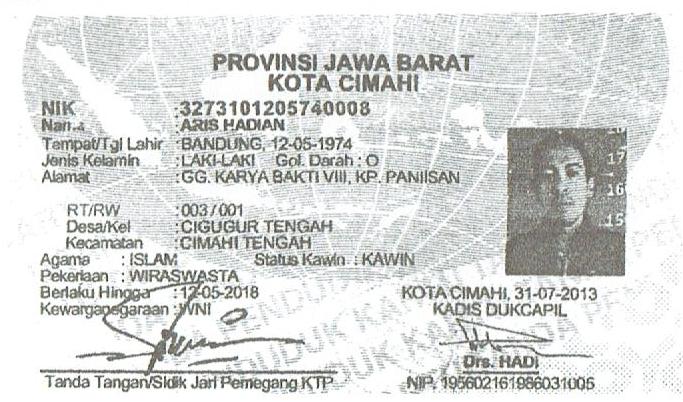 PROVINSI JAWA BARAT
KOTA CIMAHI
NIK :3273101205740008
Nama :ARIS HADIAN
Tempat/Tgl Lahir :BANDUNG, 12-05-1974
Jenis Kelamin :LAKI-LAKI Gol. Darah : O
Alamat :GG. KARYA BAKTI VIII, KP. PANIISAN
RT/RW :003 / 001
Desa/Kel :CIGUGUR TENGAH
Kecamatan :CIMAHI TENGAH
Agama : ISLAM Status Kawin : KAWIN
Pekerjaan : WIRASWASTA
Berlaku Hingga :12-05-2018
Kewarganegaraan :WNI
17
16
15
KOTA CIMAHI, 31-07-2013
KADIS DUKCAPIL
Drs. HADI
NIP. 195602161986031005
Tanda Tangan/Sidik Jari Pemegang KTP